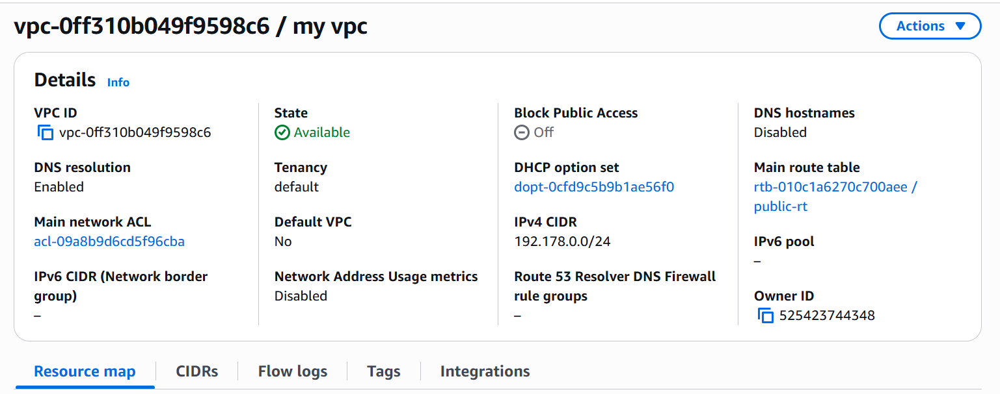 vpc-0ff310b049f9598c6 / my vpc
Actions
Details Info
VPC ID
vpc-0ff310b049f9598c6
DNS resolution
Enabled
Main network ACL
acl-09a8b9d6cd5f96cba
IPv6 CIDR (Network border
group)
–
State
Available
Tenancy
default
Default VPC
No
Network Address Usage metrics
Disabled
Block Public Access
Off
DHCP option set
dopt-0cfd9c5b9b1ae56f0
IPv4 CIDR
192.178.0.0/24
Route 53 Resolver DNS Firewall
rule groups
–
DNS hostnames
Disabled
Main route table
rtb-010c1a6270c700aee /
public-rt
IPv6 pool
–
Owner ID
525423744348
Resource map
CIDRs
Flow logs
Tags
Integrations